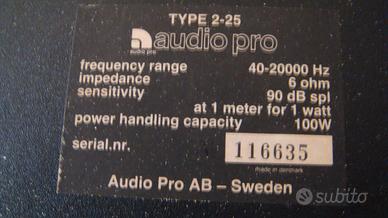 TYPE 2-25
audio pro
audio pro
frequency range 40-20000 Hz
impedance 6 ohm
sensitivity 90 dB spl
at 1 meter for 1 watt
power handling capacity 100W
serial.nr. 116635
made in danmark
Audio Pro AB – Sweden
subito